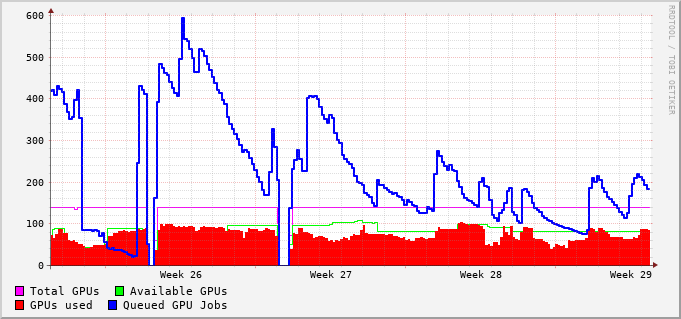 600
500
400
300
200
100
0
Week 26 Week 27 Week 28 Week 29
Total GPUs Available GPUs
GPUs used Queued GPU Jobs
RRDTOOL / TOBI OETIKER